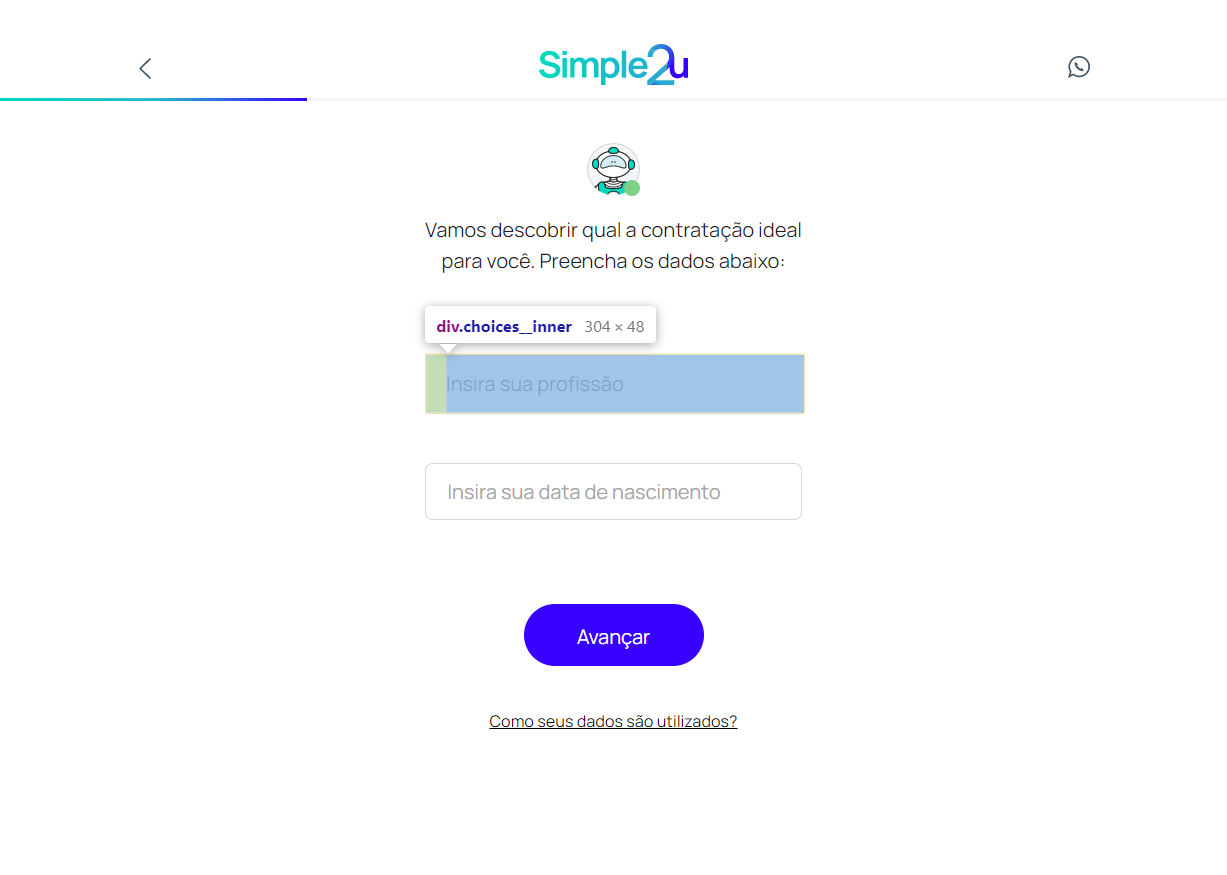 Simple2u
Vamos descobrir qual a contratação ideal
para você. Preencha os dados abaixo:
div.choices__inner 304 × 48
Insira sua profissão
Insira sua data de nascimento
Avançar
Como seus dados são utilizados?